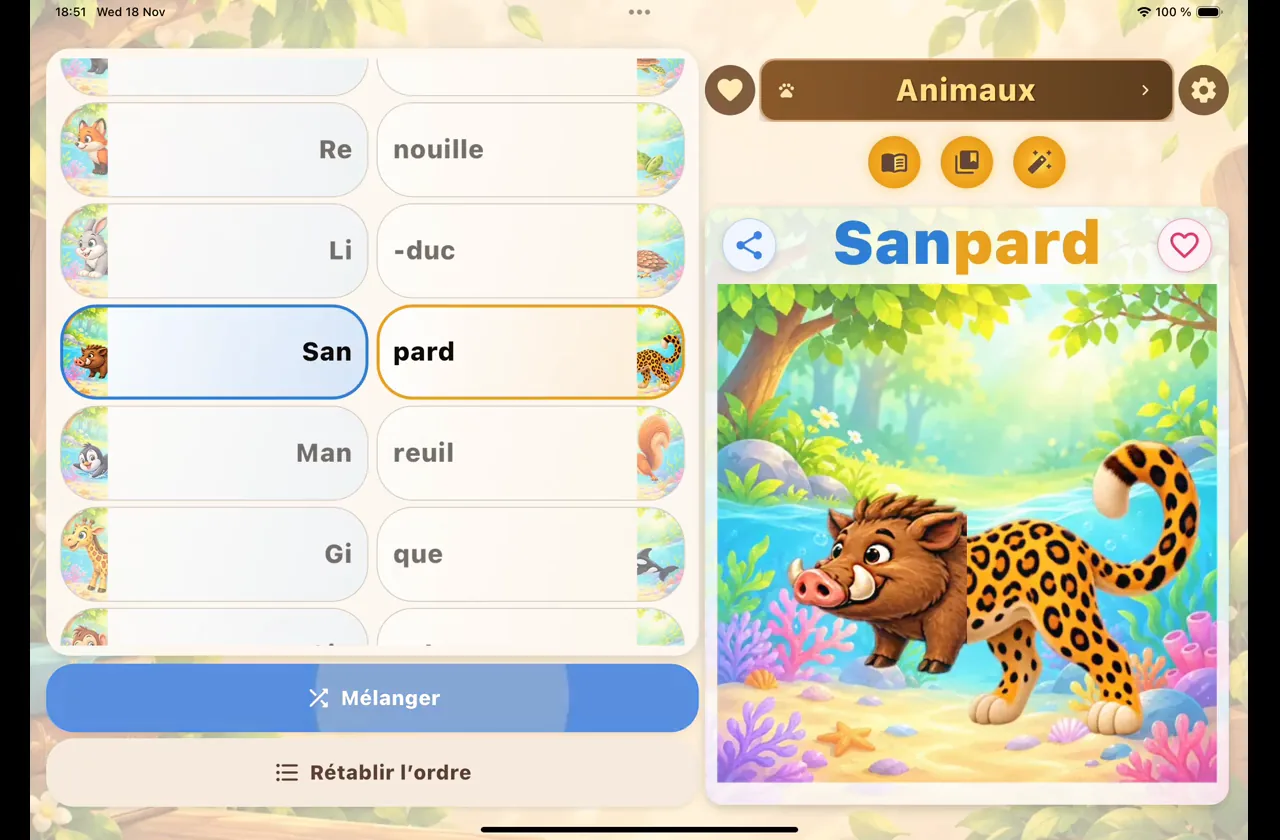 18:51 Wed 18 Nov
100 %
Animaux
Re nouille
Li -duc
San pard
Man reuil
Gi que
Sanpard
Mélanger
Rétablir l’ordre